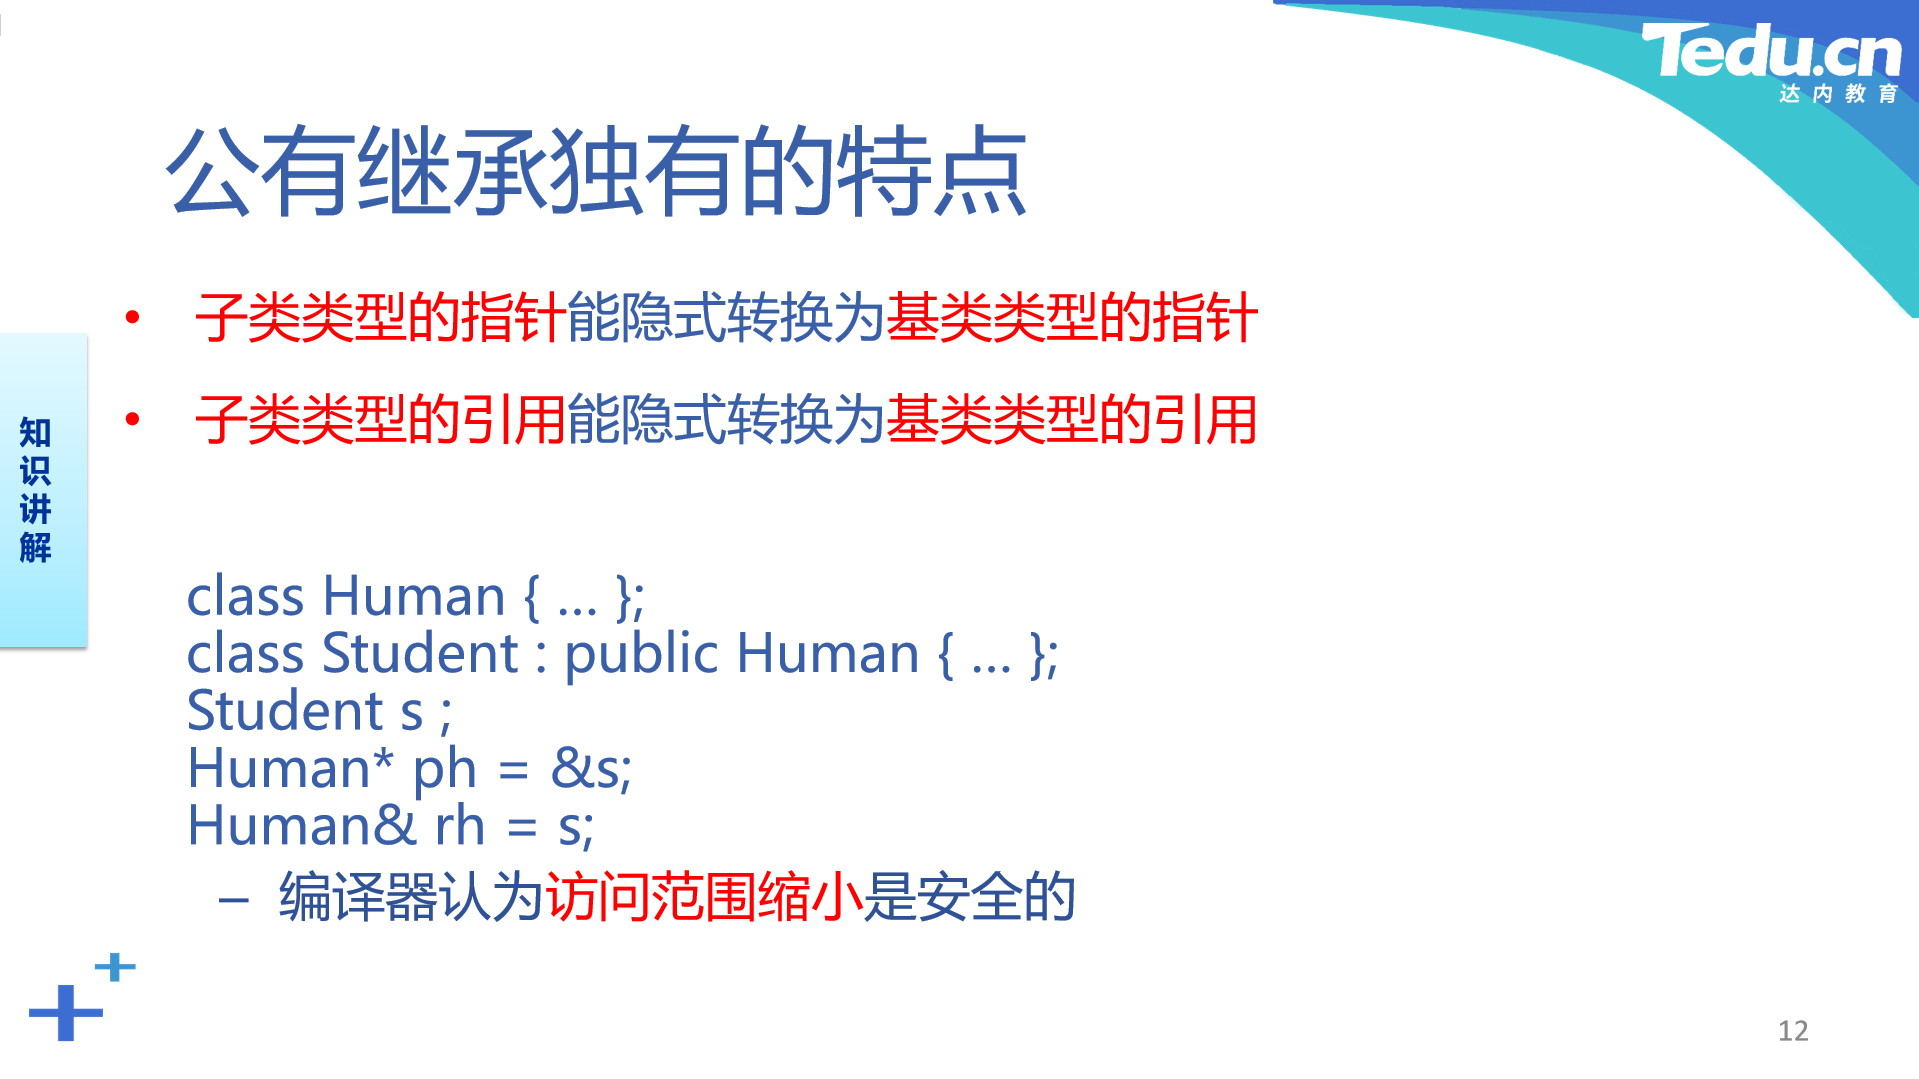 Tedu.cn
达内教育
公有继承独有的特点
• 子类类型的指针能隐式转换为基类类型的指针
• 子类类型的引用能隐式转换为基类类型的引用
知
识
讲
解
class Human { ... };
class Student : public Human { ... };
Student s ;
Human* ph = &s;
Human& rh = s;
– 编译器认为访问范围缩小是安全的
12